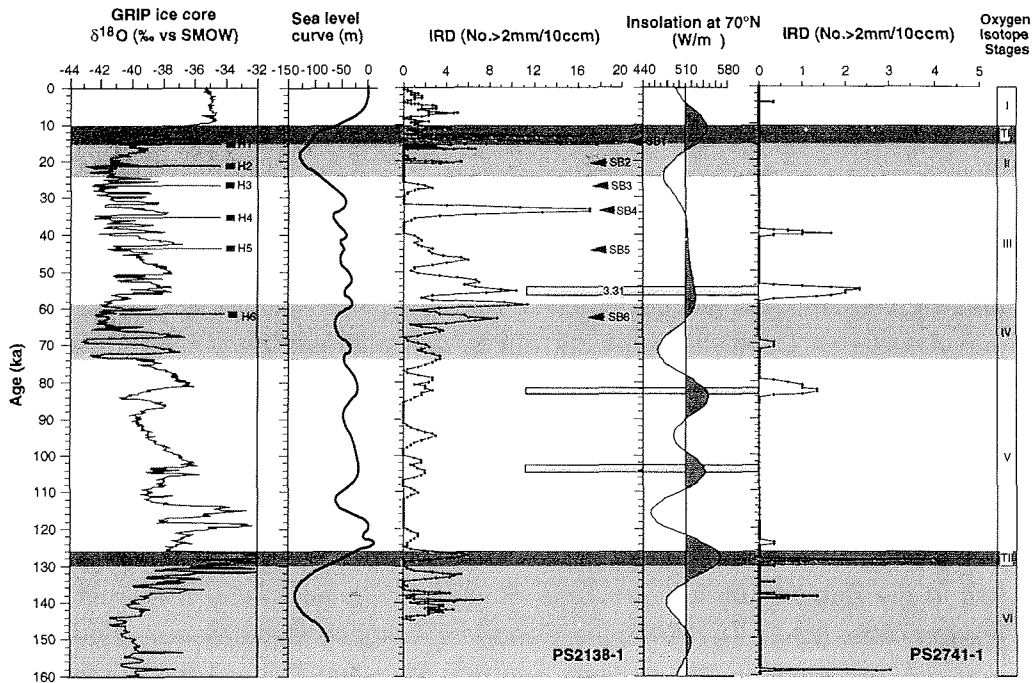 GRIP ice core
δ18O (‰ vs SMOW)
Sea level
curve (m)
IRD (No.>2mm/10ccm)
Insolation at 70°N
(W/m )
IRD (No.>2mm/10ccm)
Oxygen
Isotope
Stages
-44 -42 -40 -38 -36 -34 -32
-150 -100 -50 0
0 4 8 12 16 20
440 510 580
0 1 2 3 4 5
Age (ka)
0
10
20
30
40
50
60
70
80
90
100
110
120
130
140
150
160
H1
H2
H3
H4
H5
H6
SB1
SB2
SB3
SB4
SB5
SB6
3.31
PS2138-1
PS2741-1
I
TI
II
III
IV
V
TII
VI